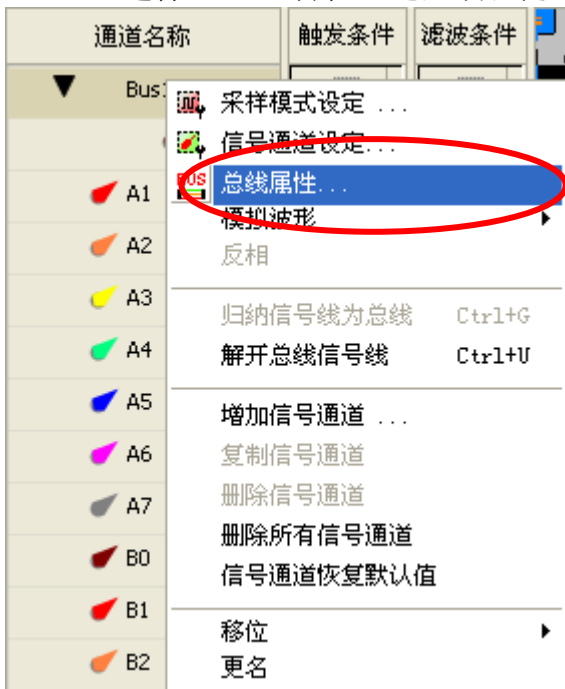 通道名称 触发条件 滤波条件
Bus1
采样模式设定 ...
信号通道设定...
BUS 总线属性...
模拟波形
A1
A2 反相
A3 归纳信号线为总线 Ctrl+G
A4 解开总线信号线 Ctrl+U
A5 增加信号通道 ...
A6 复制信号通道
A7 删除信号通道
B0 删除所有信号通道
信号通道恢复默认值
B1 移位
B2 更名